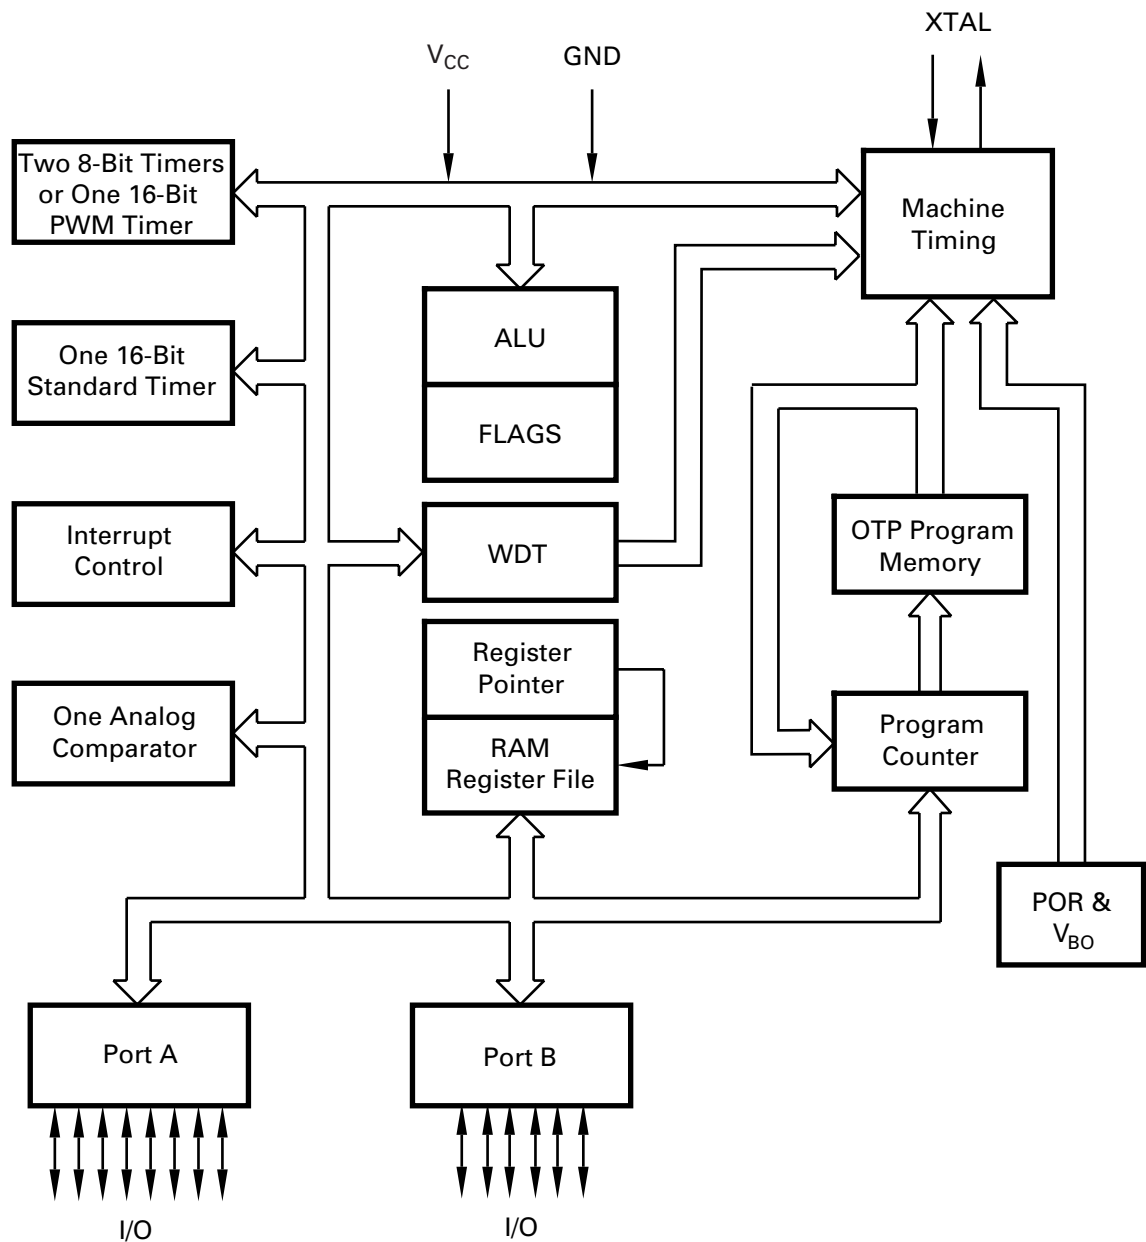 XTAL
VCC
GND
Two 8-Bit Timers
or One 16-Bit
PWM Timer
Machine
Timing
One 16-Bit
Standard Timer
ALU
FLAGS
Interrupt
Control
WDT
OTP Program
Memory
Register
Pointer
One Analog
Comparator
RAM
Register File
Program
Counter
POR &
VBO
Port A
Port B
I/O
I/O